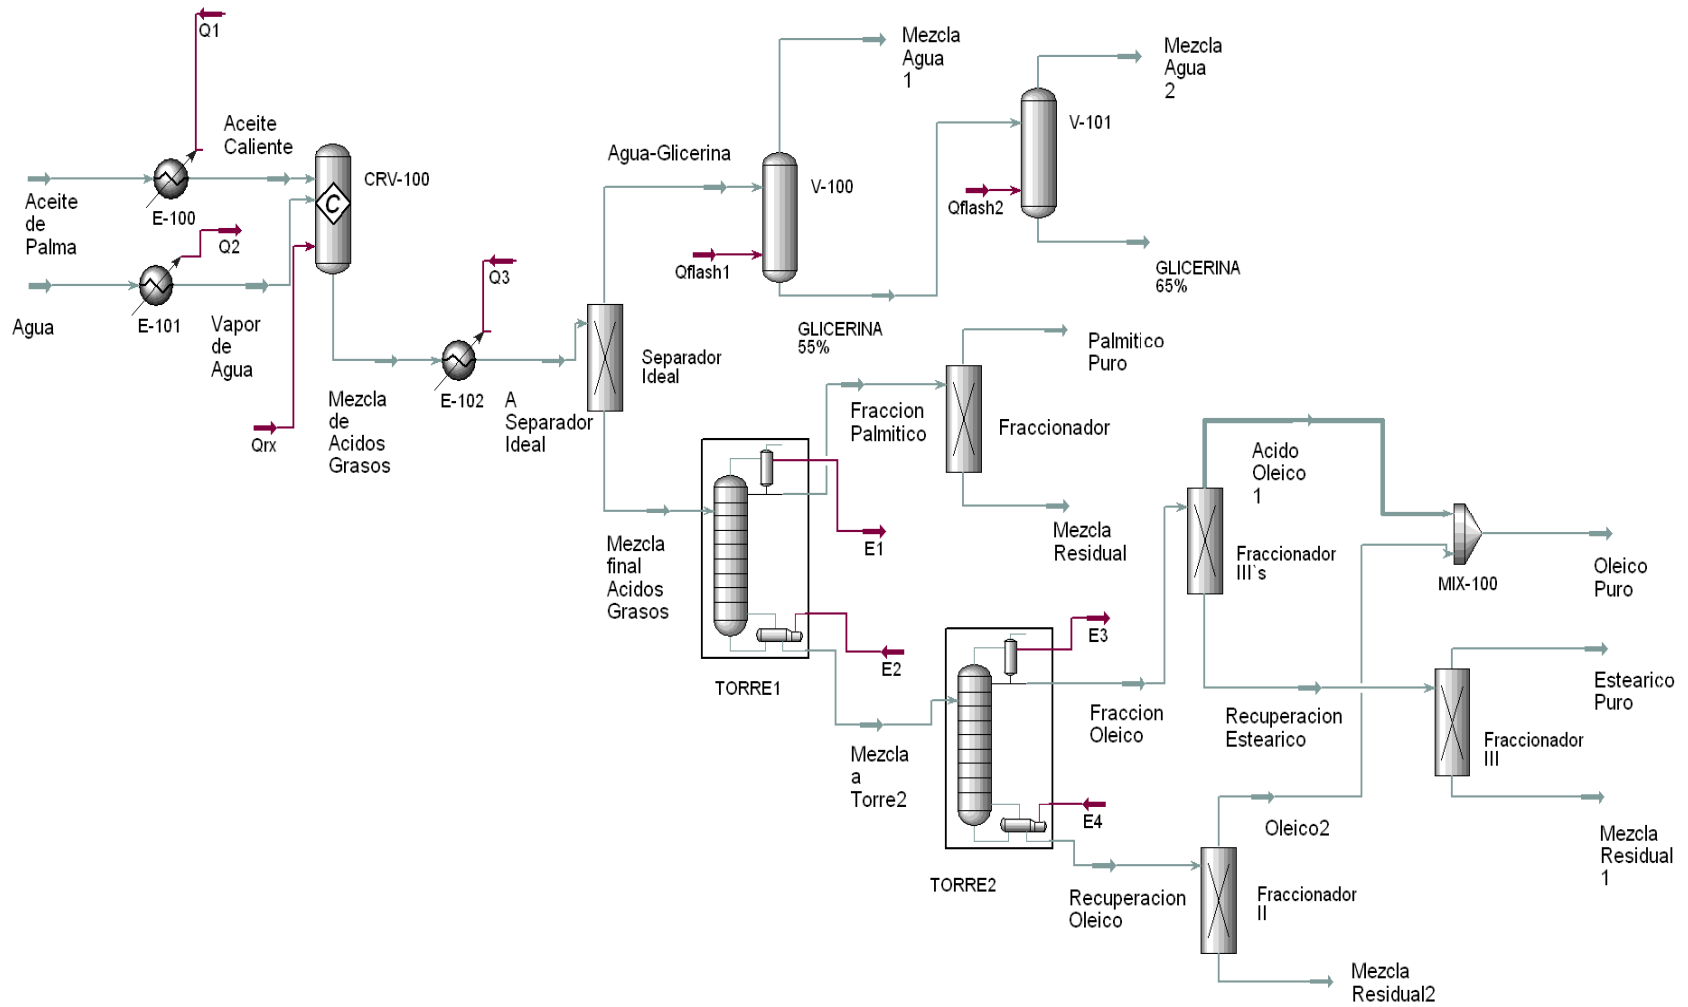 Q1
Mezcla
Agua
1
Mezcla
Agua
2
Aceite
Caliente
V-101
CRV-100
Agua-Glicerina
V-100
C
Aceite
de
Palma
E-100
Q2
Qflash2
Qflash1
Q3
GLICERINA
65%
Agua
E-101
Vapor
de
Agua
GLICERINA
55%
Separador
Ideal
Palmitico
Puro
Qrx
Mezcla
de
Acidos
Grasos
E-102
A
Separador
Ideal
Fraccion
Palmitico
Fraccionador
Acido
Oleico
1
Mezcla
final
Acidos
Grasos
E1
Mezcla
Residual
Fraccionador
III`s
MIX-100
Oleico
Puro
E2
E3
TORRE1
Fraccion
Oleico
Recuperacion
Estearico
Estearico
Puro
Fraccionador
III
Mezcla
a
Torre2
E4
Oleico2
Mezcla
Residual
1
TORRE2
Recuperacion
Oleico
Fraccionador
II
Mezcla
Residual2